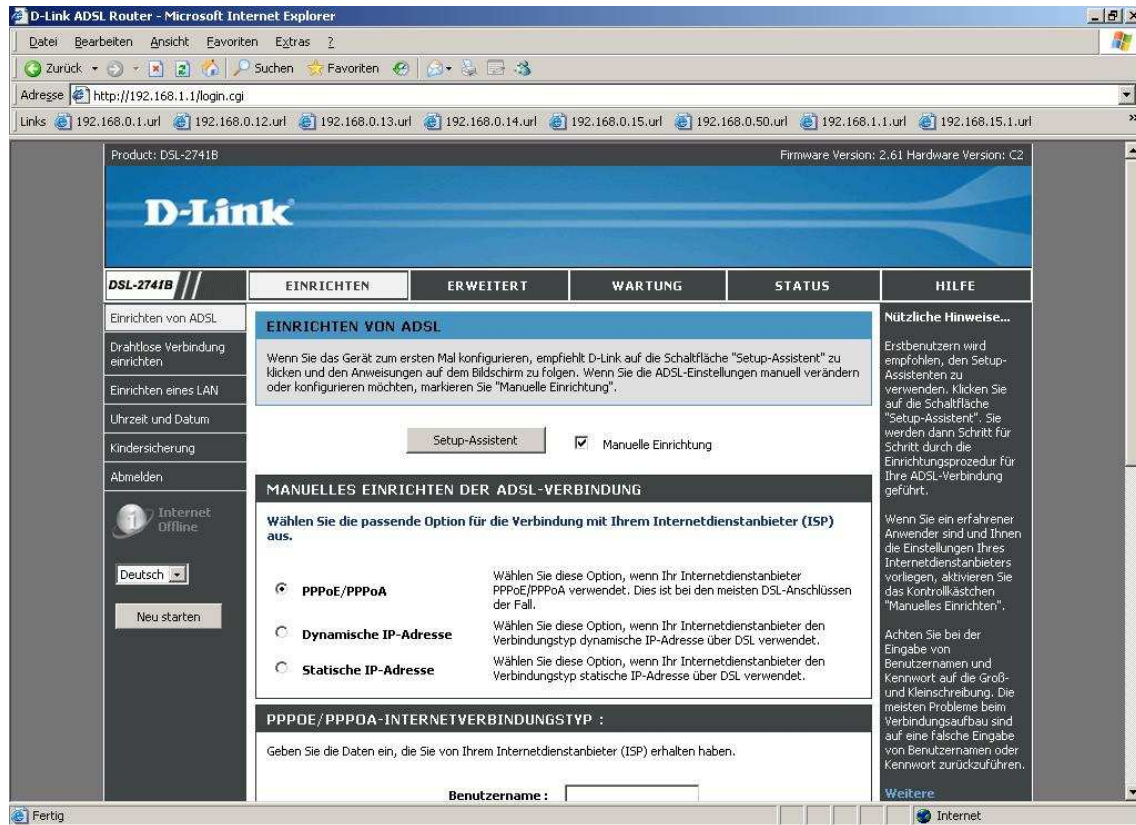 D-Link ADSL Router - Microsoft Internet Explorer
Datei Bearbeiten Ansicht Favoriten Extras ?
Zurück Suchen Favoriten
Adresse http://192.168.1.1/login.cgi
Links 192.168.0.1.url 192.168.0.12.url 192.168.0.13.url 192.168.0.14.url 192.168.0.15.url 192.168.0.50.url 192.168.1.1.url 192.168.15.1.url »
Product: DSL-2741B Firmware Version: 2.61 Hardware Version: C2
D-Link
DSL-2741B EINRICHTEN ERWEITERT WARTUNG STATUS HILFE
Einrichten von ADSL
Drahtlose Verbindung
einrichten
Einrichten eines LAN
Uhrzeit und Datum
Kindersicherung
Abmelden
Internet
Offline
Deutsch
Neu starten
EINRICHTEN VON ADSL
Wenn Sie das Gerät zum ersten Mal konfigurieren, empfiehlt D-Link auf die Schaltfläche "Setup-Assistent" zu
klicken und den Anweisungen auf dem Bildschirm zu folgen. Wenn Sie die ADSL-Einstellungen manuell verändern
oder konfigurieren möchten, markieren Sie "Manuelle Einrichtung".
Setup-Assistent Manuelle Einrichtung
MANUELLES EINRICHTEN DER ADSL-VERBINDUNG
Wählen Sie die passende Option für die Verbindung mit Ihrem Internetdienstanbieter (ISP)
aus.
PPPoE/PPPoA
Wählen Sie diese Option, wenn Ihr Internetdienstanbieter
PPPoE/PPPoA verwendet. Dies ist bei den meisten DSL-Anschlüssen
der Fall.
Dynamische IP-Adresse
Wählen Sie diese Option, wenn Ihr Internetdienstanbieter den
Verbindungstyp dynamische IP-Adresse über DSL verwendet.
Statische IP-Adresse
Wählen Sie diese Option, wenn Ihr Internetdienstanbieter den
Verbindungstyp statische IP-Adresse über DSL verwendet.
PPPOE/PPPOA-INTERNETVERBINDUNGSTYP :
Geben Sie die Daten ein, die Sie von Ihrem Internetdienstanbieter (ISP) erhalten haben.
Benutzername :
Nützliche Hinweise...
Erstbenutzern wird
empfohlen, den Setup-
Assistenten zu
verwenden. Klicken Sie
auf die Schaltfläche
"Setup-Assistent". Sie
werden dann Schritt für
Schritt durch die
Einrichtungsprozedur für
Ihre ADSL-Verbindung
geführt.
Wenn Sie ein erfahrener
Anwender sind und Ihnen
die Einstellungen Ihres
Internetdienstanbieters
vorliegen, aktivieren Sie
das Kontrollkästchen
"Manuelles Einrichten".
Achten Sie bei der
Eingabe von
Benutzernamen und
Kennwort auf die Groß-
und Kleinschreibung. Die
meisten Probleme beim
Verbindungsaufbau sind
auf eine falsche Eingabe
von Benutzernamen oder
Kennwort zurückzuführen.
Weitere
Fertig Internet